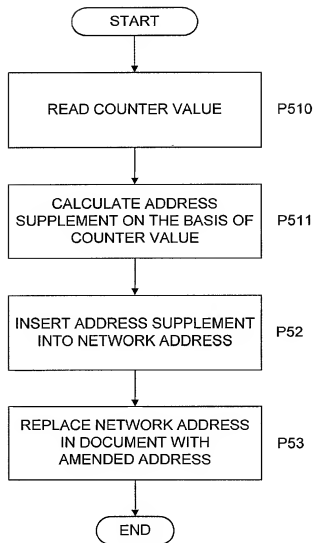 START
READ COUNTER VALUE
P510
CALCULATE ADDRESS
SUPPLEMENT ON THE BASIS OF
COUNTER VALUE
P511
INSERT ADDRESS SUPPLEMENT
INTO NETWORK ADDRESS
P52
REPLACE NETWORK ADDRESS
IN DOCUMENT WITH
AMENDED ADDRESS
P53
END